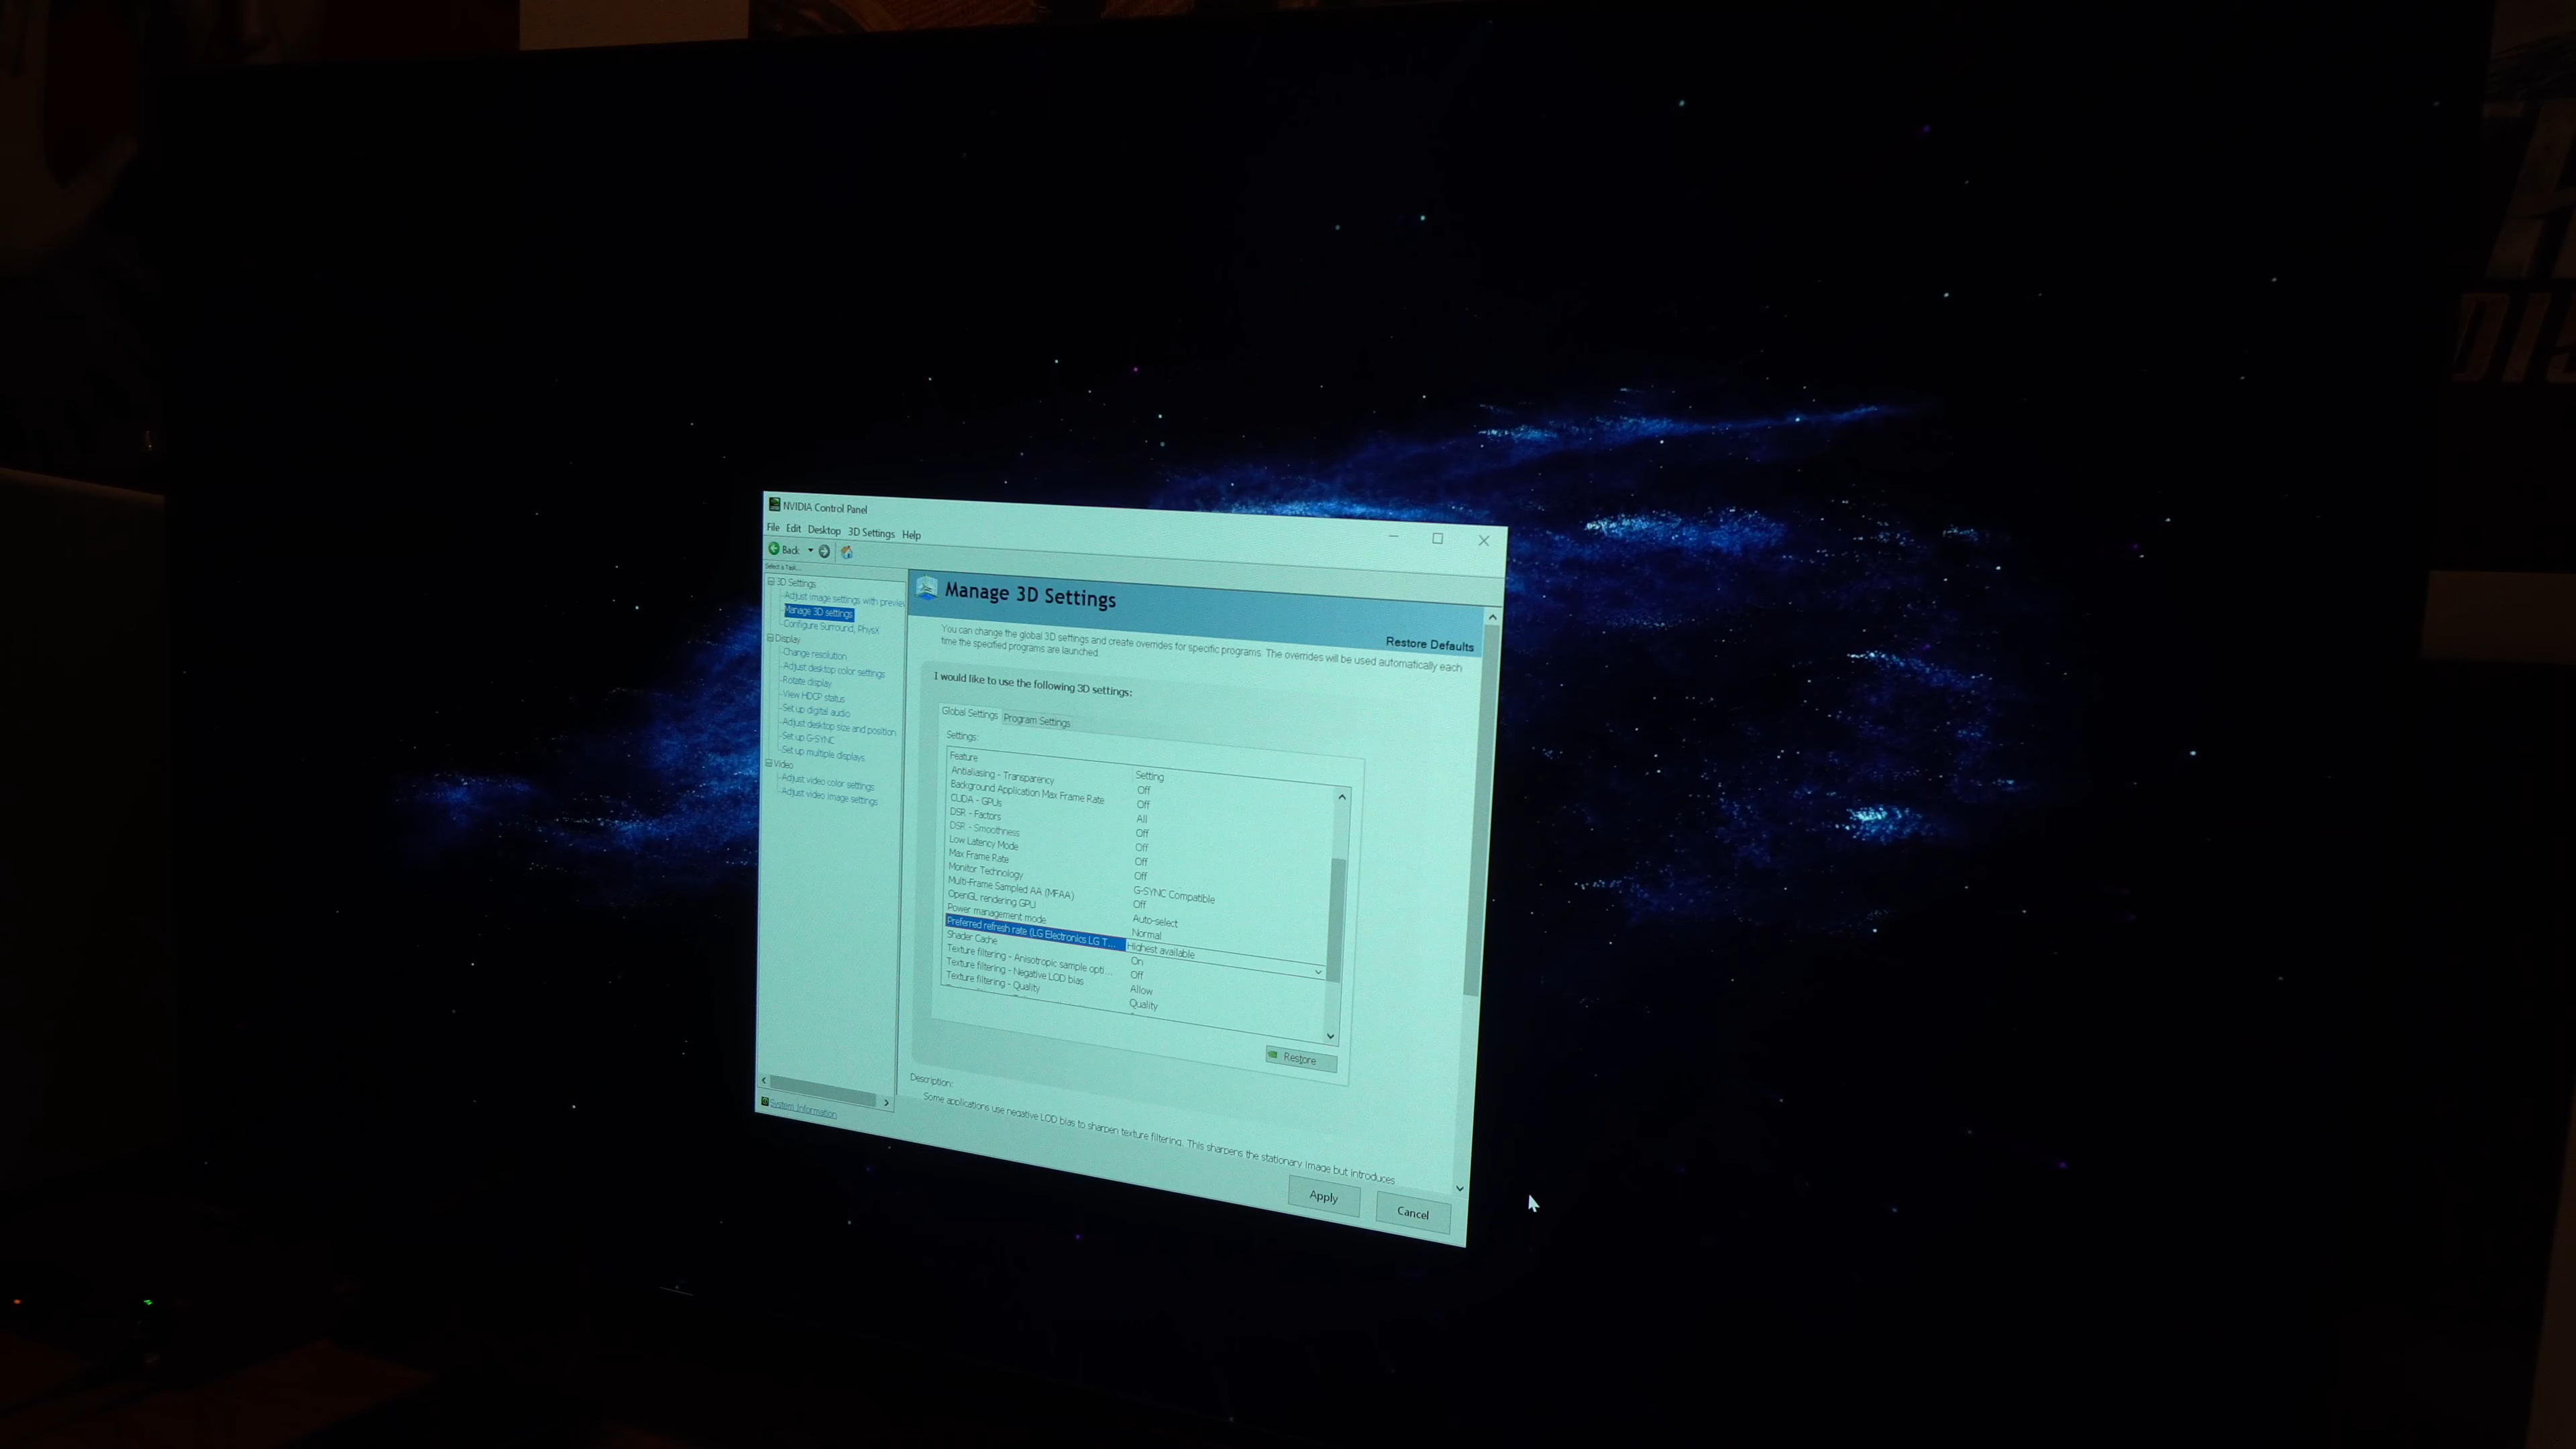 NVIDIA Control Panel
File Edit Desktop 3D Settings Help
Back
Select a Task...
3D Settings
Adjust image settings with preview
Manage 3D settings
Configure Surround, PhysX
Display
Change resolution
Adjust desktop color settings
Rotate display
View HDCP status
Set up digital audio
Adjust desktop size and position
Set up G-SYNC
Set up multiple displays
Video
Adjust video color settings
Adjust video image settings
System Information
Manage 3D Settings
Restore Defaults
You can change the global 3D settings and create overrides for specific programs. The overrides will be used automatically each
time the specified programs are launched.
I would like to use the following 3D settings:
Global Settings Program Settings
Settings:
Feature Setting
Antialiasing - Transparency Off
Background Application Max Frame Rate Off
CUDA - GPUs All
DSR - Factors Off
DSR - Smoothness Off
Low Latency Mode Off
Max Frame Rate Off
Monitor Technology G-SYNC Compatible
Multi-Frame Sampled AA (MFAA) Off
OpenGL rendering GPU Auto-select
Power management mode Normal
Preferred refresh rate (LG Electronics LG T... Highest available
Shader Cache On
Texture filtering - Anisotropic sample opti... Off
Texture filtering - Negative LOD bias Allow
Texture filtering - Quality Quality
Restore
Description:
Some applications use negative LOD bias to sharpen texture filtering. This sharpens the stationary image but introduces
Apply Cancel